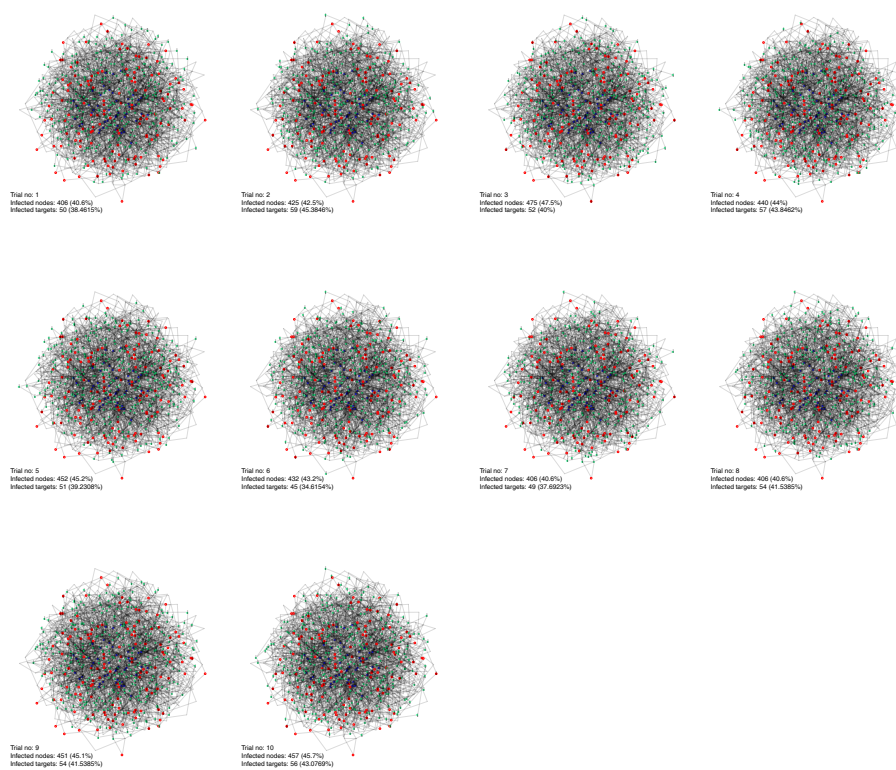 Trial no: 1
Infected nodes: 406 (40.6%)
Infected targets: 50 (38.4615%)
Trial no: 2
Infected nodes: 425 (42.5%)
Infected targets: 59 (45.3846%)
Trial no: 3
Infected nodes: 475 (47.5%)
Infected targets: 52 (40%)
Trial no: 4
Infected nodes: 440 (44%)
Infected targets: 57 (43.8462%)
Trial no: 5
Infected nodes: 452 (45.2%)
Infected targets: 51 (39.2308%)
Trial no: 6
Infected nodes: 432 (43.2%)
Infected targets: 45 (34.6154%)
Trial no: 7
Infected nodes: 406 (40.6%)
Infected targets: 49 (37.6923%)
Trial no: 8
Infected nodes: 406 (40.6%)
Infected targets: 54 (41.5385%)
Trial no: 9
Infected nodes: 451 (45.1%)
Infected targets: 54 (41.5385%)
Trial no: 10
Infected nodes: 457 (45.7%)
Infected targets: 56 (43.0769%)